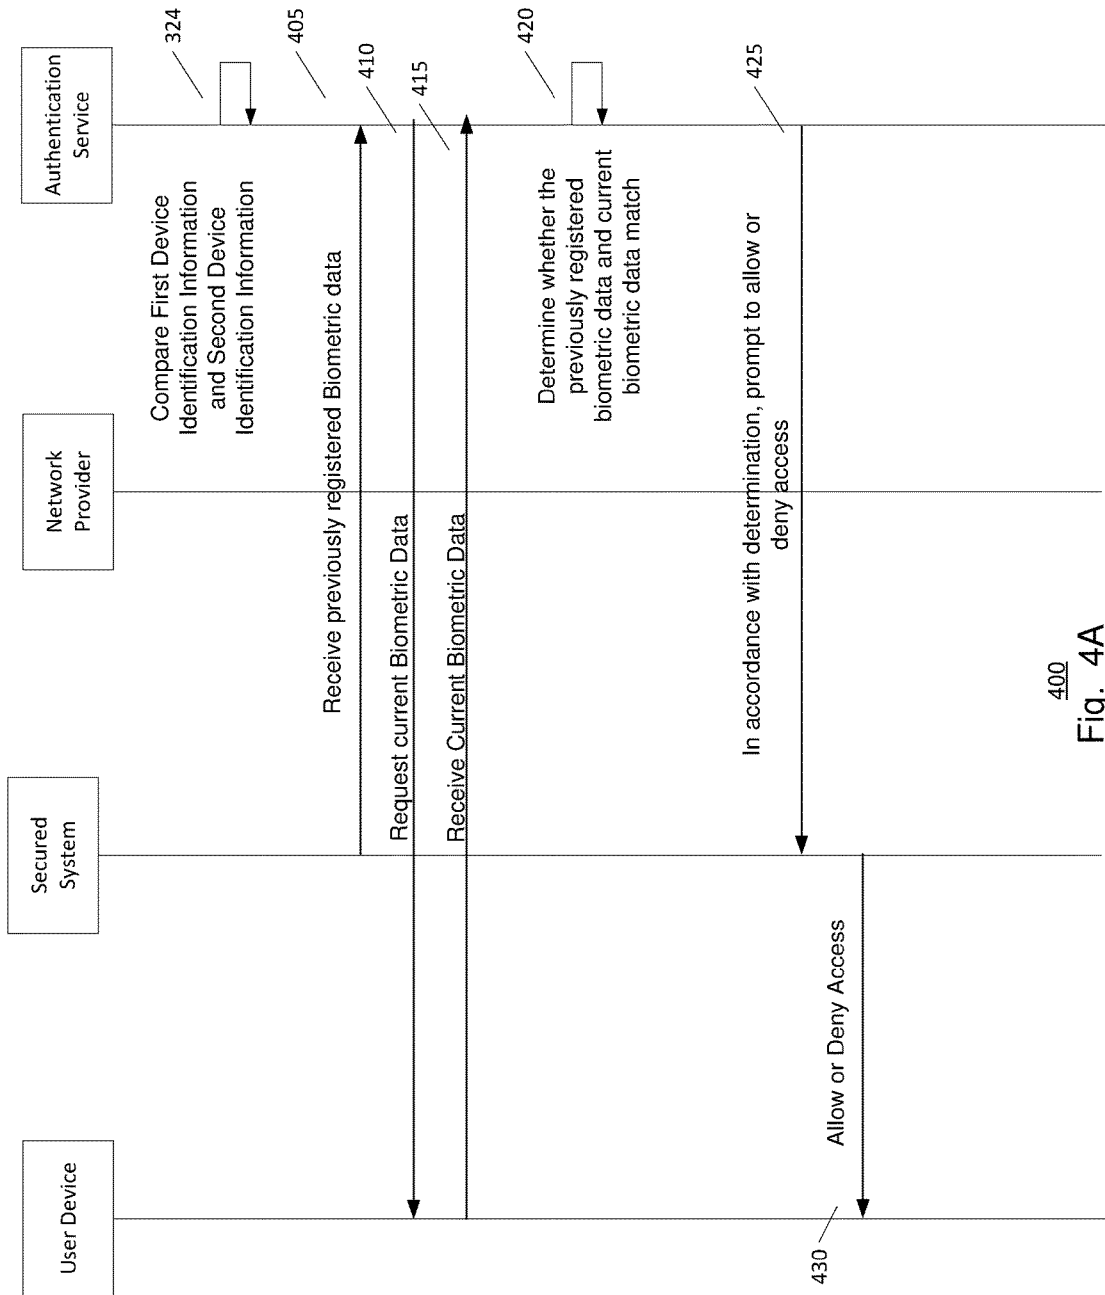 User Device
Secured
System
Network
Provider
Authentication
Service
324
Compare First Device
Identification Information
and Second Device
Identification Information
405
Receive previously registered Biometric data
410
Request current Biometric Data
415
Receive Current Biometric Data
420
Determine whether the
previously registered
biometric data and current
biometric data match
425
In accordance with determination, prompt to allow or
deny access
Allow or Deny Access
430
400
Fig. 4A